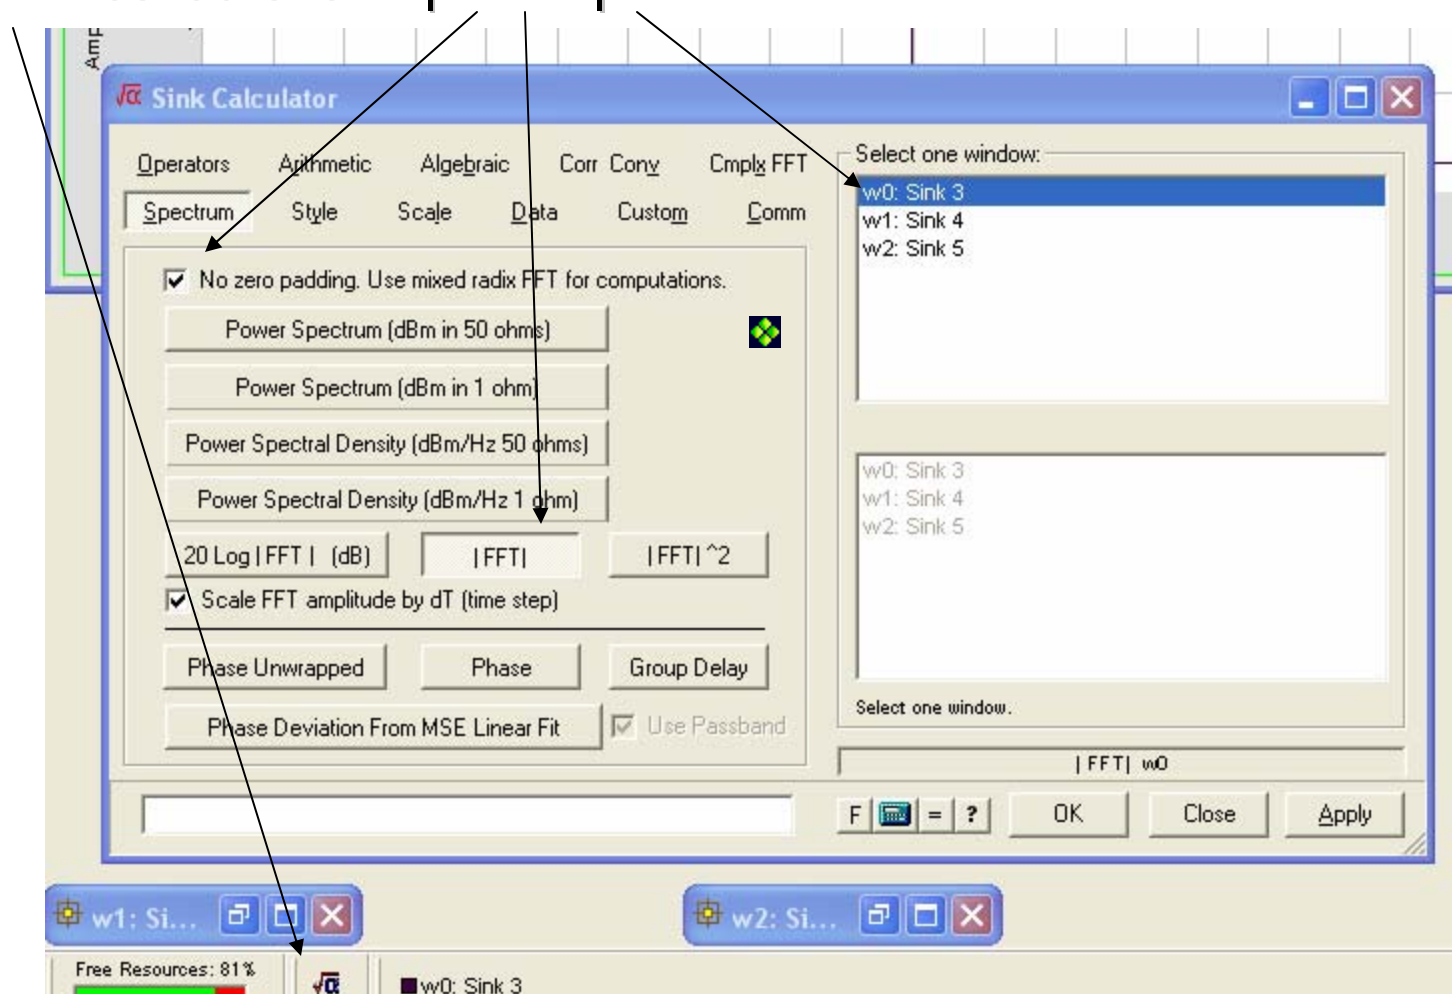 Amp
√α Sink Calculator
Operators Arithmetic Algebraic Corr Conv Cmplx FFT
Spectrum Style Scale Data Custom Comm
No zero padding. Use mixed radix FFT for computations.
Power Spectrum (dBm in 50 ohms)
Power Spectrum (dBm in 1 ohm)
Power Spectral Density (dBm/Hz 50 ohms)
Power Spectral Density (dBm/Hz 1 ohm)
20 Log | FFT | (dB) | FFT| | FFT| ^2
Scale FFT amplitude by dT (time step)
Phase Unwrapped Phase Group Delay
Phase Deviation From MSE Linear Fit Use Passband
Select one window:
w0: Sink 3
w1: Sink 4
w2: Sink 5
w0: Sink 3
w1: Sink 4
w2: Sink 5
Select one window.
| FFT| w0
F = ? OK Close Apply
w1: Si... w2: Si...
Free Resources: 81% √α w0: Sink 3